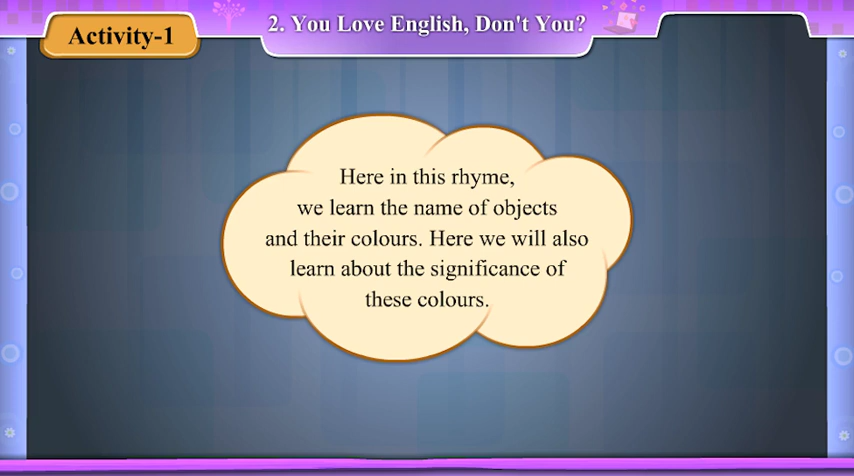 2. You Love English, Don't You?
Activity-1
Here in this rhyme,
we learn the name of objects
and their colours. Here we will also
learn about the significance of
these colours.